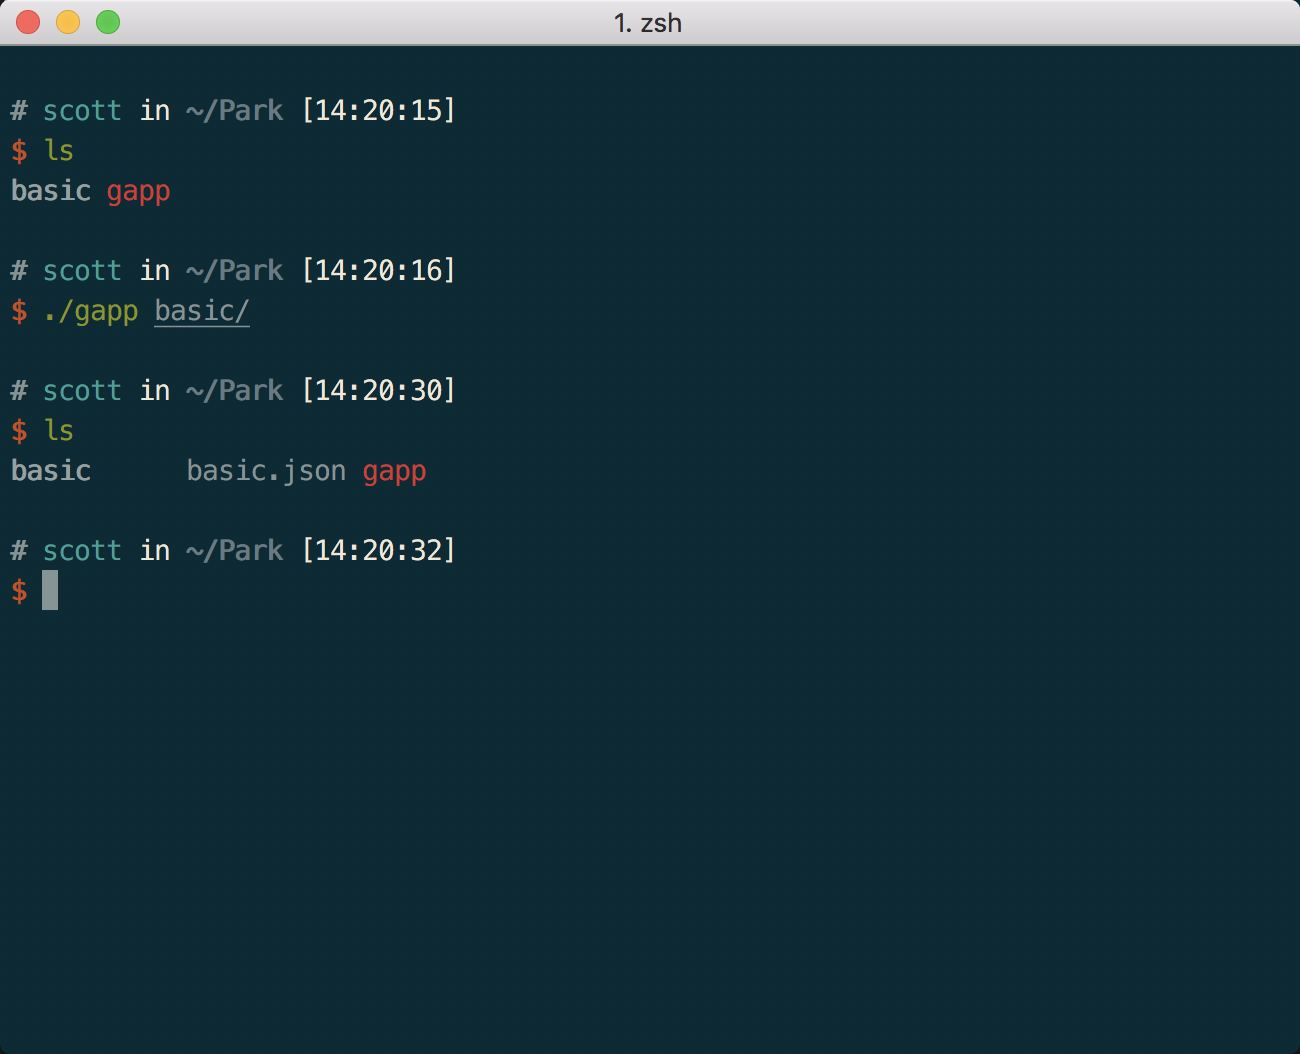 1. zsh
# scott in ~/Park [14:20:15]
$ ls
basic gapp
# scott in ~/Park [14:20:16]
$ ./gapp basic/
# scott in ~/Park [14:20:30]
$ ls
basic      basic.json gapp
# scott in ~/Park [14:20:32]
$